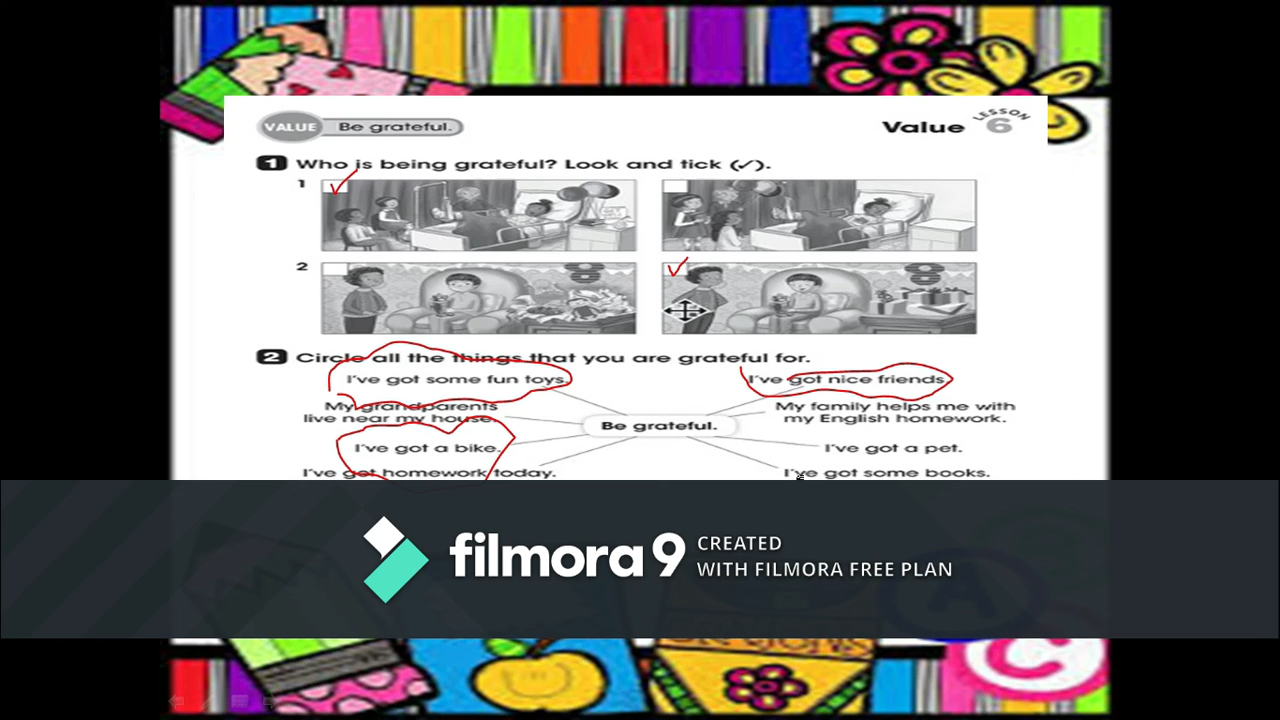 VALUE Be grateful.
Value LESSON 6
1 Who is being grateful? Look and tick (✓).
1
2
2 Circle all the things that you are grateful for.
I've got some fun toys.
I've got nice friends.
My grandparents
live near my house.
My family helps me with
my English homework.
Be grateful.
I've got a bike.
I've got a pet.
I've got homework today.
I've got some books.
filmora 9 CREATED
WITH FILMORA FREE PLAN